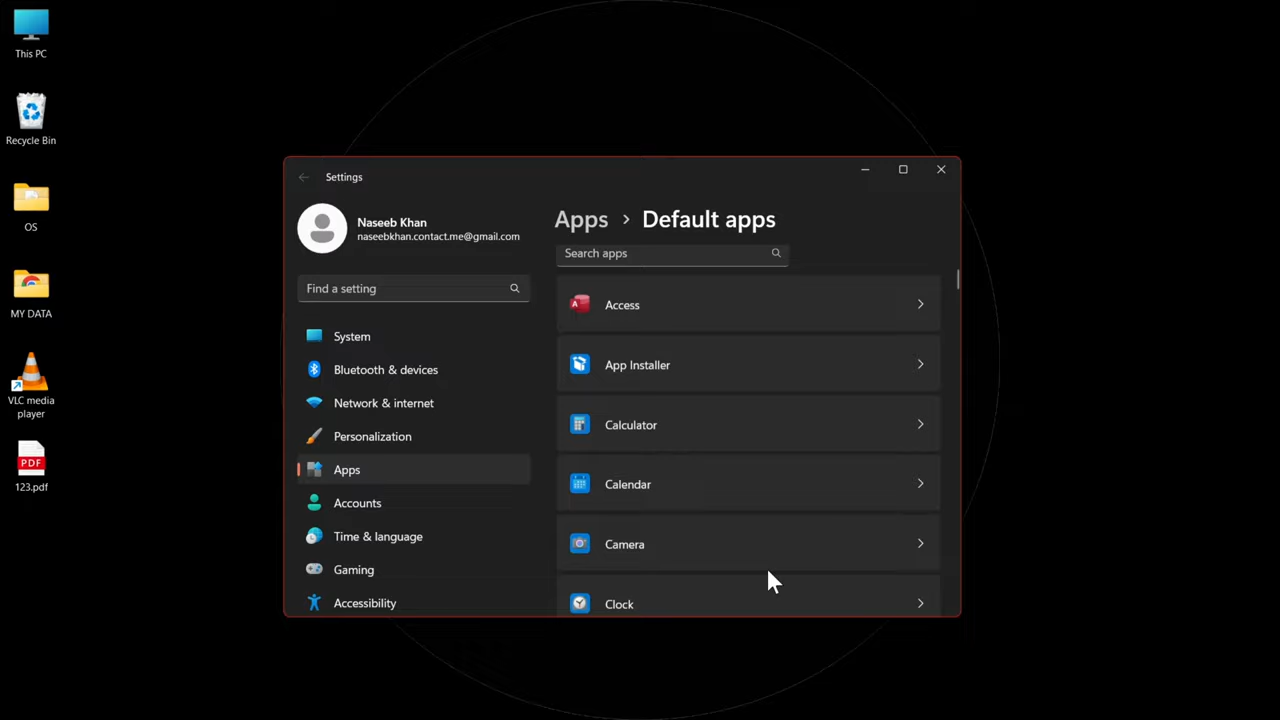 This PC
Recycle Bin
OS
MY DATA
VLC media
player
PDF
123.pdf
Settings
Naseeb Khan
naseebkhan.contact.me@gmail.com
Find a setting
System
Bluetooth & devices
Network & internet
Personalization
Apps
Accounts
Time & language
Gaming
Accessibility
Apps > Default apps
Search apps
A
Access
App Installer
Calculator
Calendar
Camera
Clock